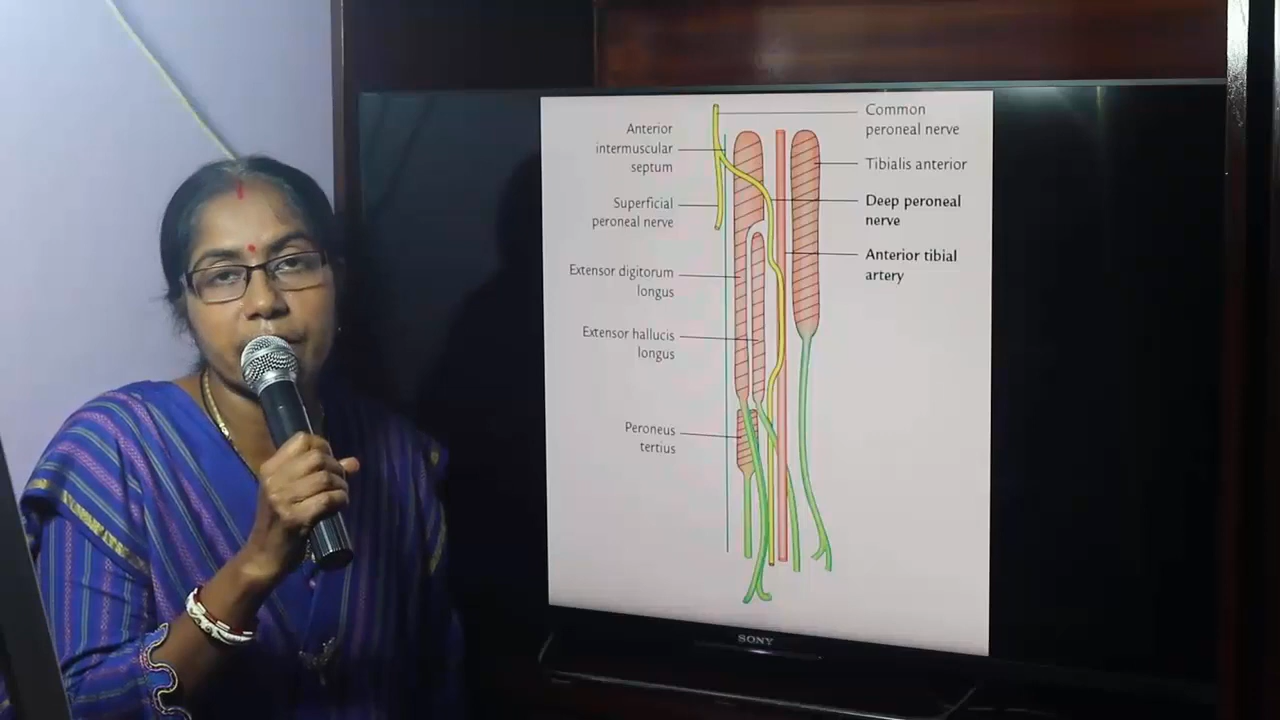 Common
peroneal nerve
Anterior
intermuscular
septum
Tibialis anterior
Superficial
peroneal nerve
Deep peroneal
nerve
Anterior tibial
artery
Extensor digitorum
longus
Extensor hallucis
longus
Peroneus
tertius
SONY